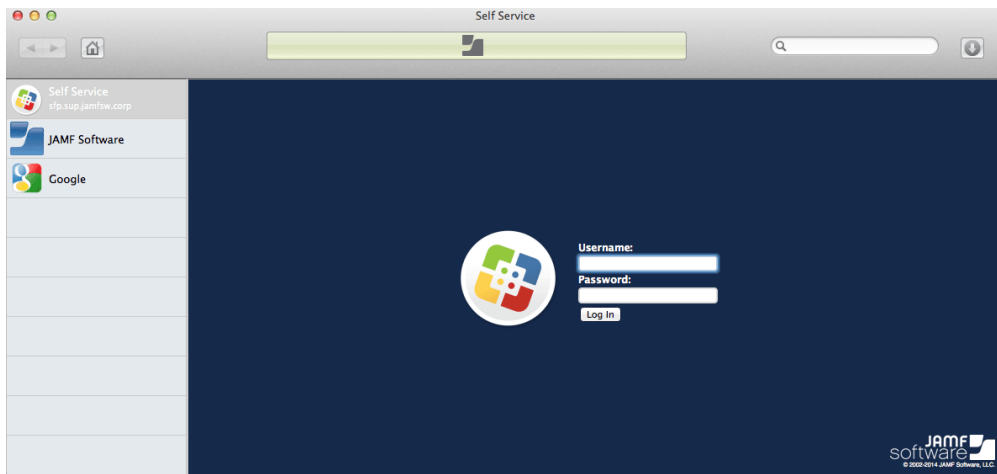 Self Service
Self Service
sfp.sup.jamfsw.corp
JAMF Software
Google
Username:
Password:
Log In
JAMF
software
© 2002-2014 JAMF Software, LLC.